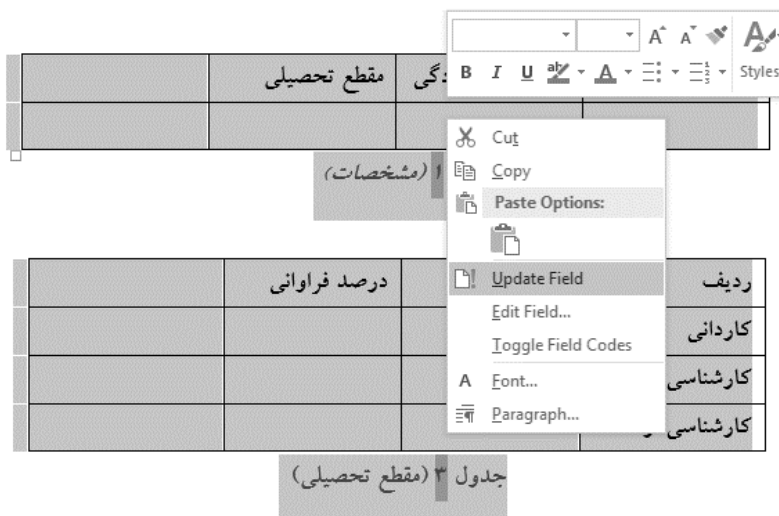 A A
B I U A Styles
مقطع تحصیلی
۱ (مشخصات)
Cut
Copy
Paste Options:
Update Field
Edit Field...
Toggle Field Codes
A Font...
Paragraph...
ردیف درصد فراوانی
کاردانی
کارشناسی
کارشناسی
جدول ۳ (مقطع تحصیلی)